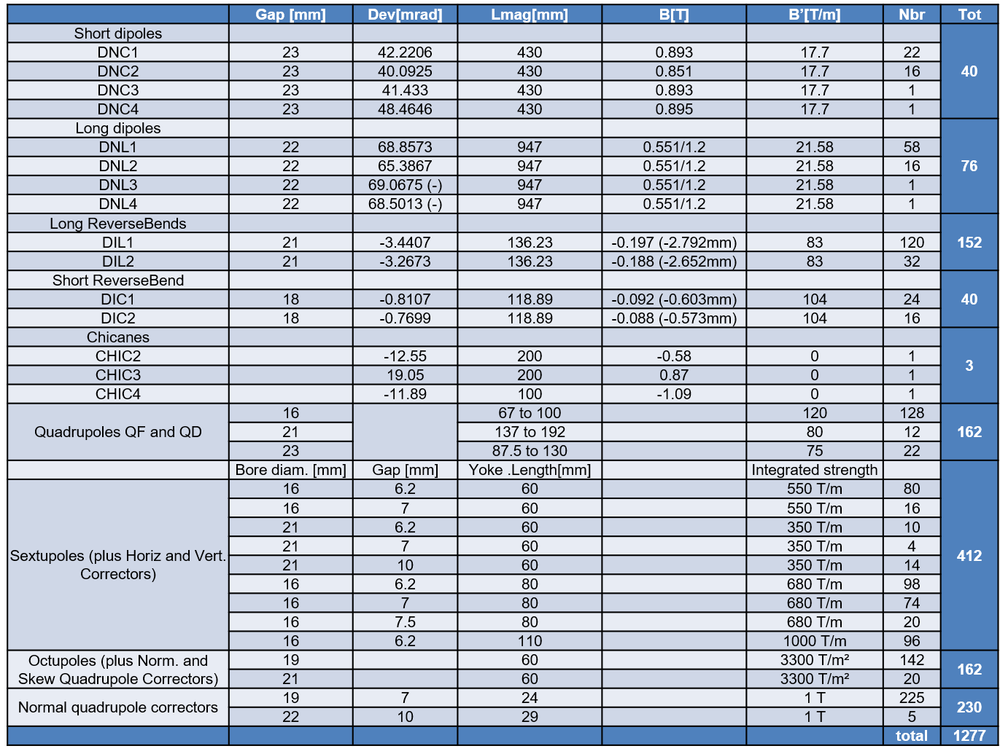 Gap [mm] Dev[mrad] Lmag[mm] B[T] B’[T/m] Nbr Tot
Short dipoles
DNC1 23 42.2206 430 0.893 17.7 22
DNC2 23 40.0925 430 0.851 17.7 16 40
DNC3 23 41.433 430 0.893 17.7 1
DNC4 23 48.4646 430 0.895 17.7 1
Long dipoles
DNL1 22 68.8573 947 0.551/1.2 21.58 58
DNL2 22 65.3867 947 0.551/1.2 21.58 16 76
DNL3 22 69.0675 (-) 947 0.551/1.2 21.58 1
DNL4 22 68.5013 (-) 947 0.551/1.2 21.58 1
Long ReverseBends
DIL1 21 -3.4407 136.23 -0.197 (-2.792mm) 83 120 152
DIL2 21 -3.2673 136.23 -0.188 (-2.652mm) 83 32
Short ReverseBend
DIC1 18 -0.8107 118.89 -0.092 (-0.603mm) 104 24 40
DIC2 18 -0.7699 118.89 -0.088 (-0.573mm) 104 16
Chicanes
CHIC2 -12.55 200 -0.58 0 1 3
CHIC3 19.05 200 0.87 0 1
CHIC4 -11.89 100 -1.09 0 1
16 67 to 100 120 128
Quadrupoles QF and QD 21 137 to 192 80 12 162
23 87.5 to 130 75 22
Bore diam. [mm] Gap [mm] Yoke .Length[mm] Integrated strength
16 6.2 60 550 T/m 80
16 7 60 550 T/m 16
21 6.2 60 350 T/m 10
21 7 60 350 T/m 4
Sextupoles (plus Horiz and Vert. 412
Correctors)
21 10 60 350 T/m 14
16 6.2 80 680 T/m 98
16 7 80 680 T/m 74
16 7.5 80 680 T/m 20
16 6.2 110 1000 T/m 96
Octupoles (plus Norm. and 19 60 3300 T/m² 142 162
Skew Quadrupole Correctors) 21 60 3300 T/m² 20
Normal quadrupole correctors 19 7 24 1 T 225 230
22 10 29 1 T 5
total 1277